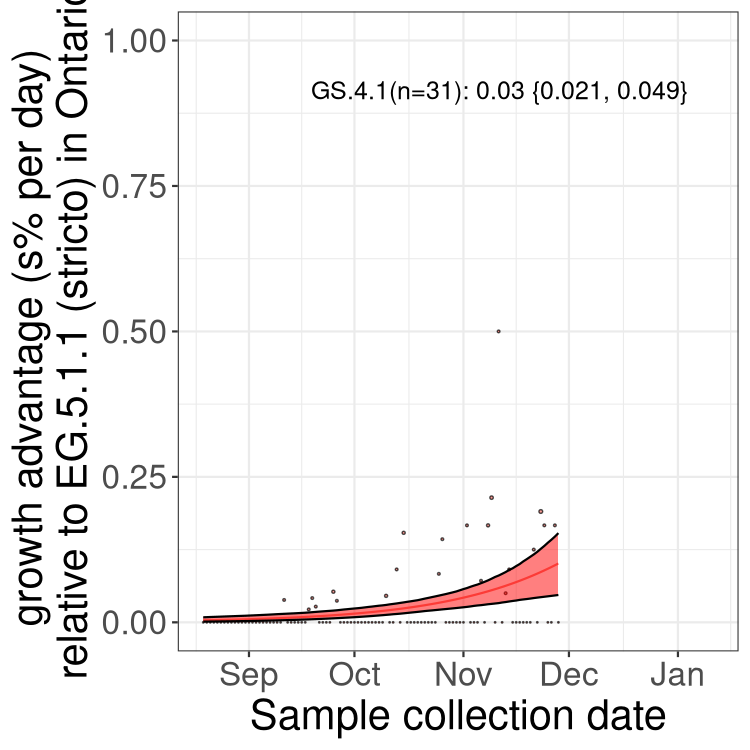 growth advantage (s% per day)
relative to EG.5.1.1 (stricto) in Ontario
1.00
0.75
0.50
0.25
0.00
GS.4.1(n=31): 0.03 {0.021, 0.049}
Sep Oct Nov Dec Jan
Sample collection date